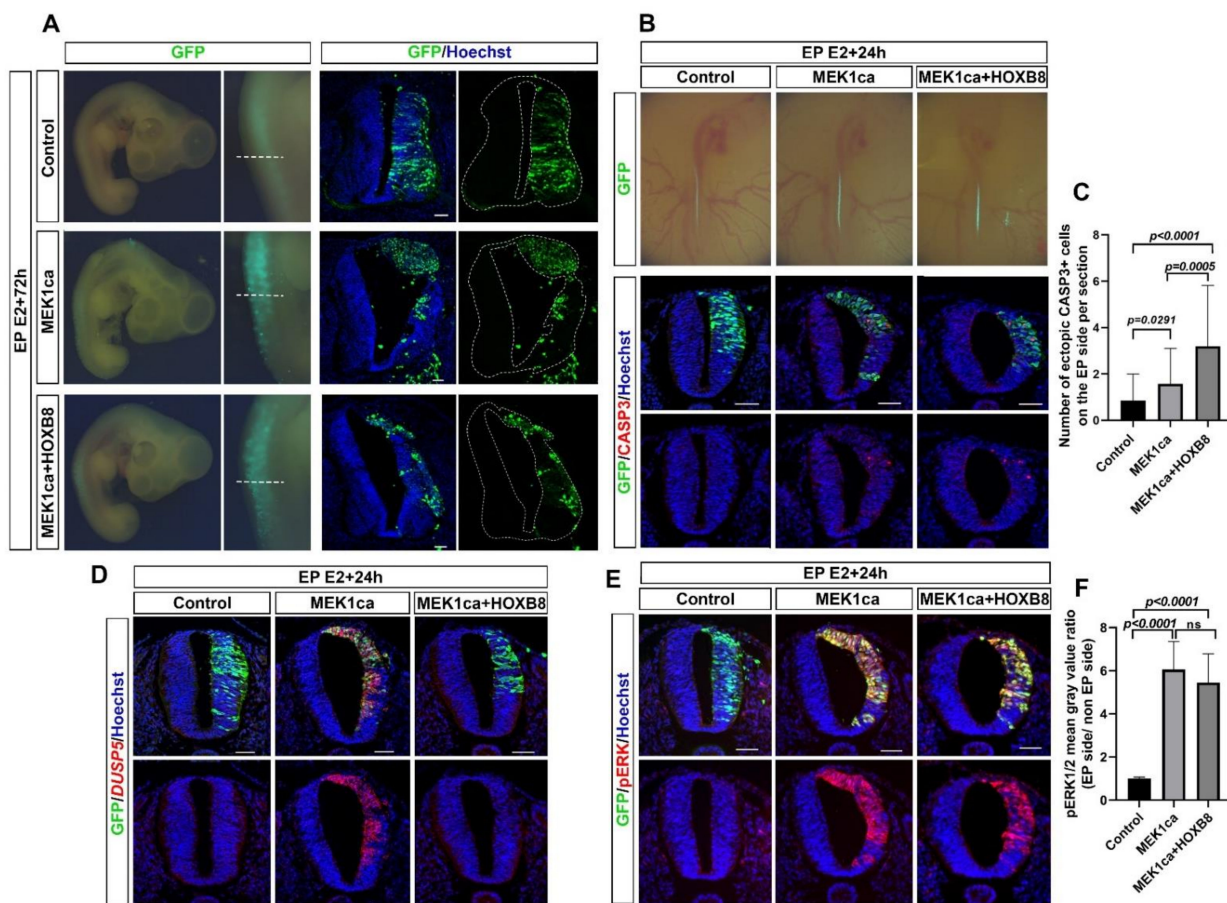 A
GFP
GFP/Hoechst
EP E2+72h
Control
MEK1ca
MEK1ca+HOXB8
B
EP E2+24h
Control
MEK1ca
MEK1ca+HOXB8
GFP
GFP/CASP3/Hoechst
C
Number of ectopic CASP3+ cells
on the EP side per section
8
6
4
2
0
p<0.0001
p=0.0005
p=0.0291
Control
MEK1ca
MEK1ca+HOXB8
D
EP E2+24h
Control
MEK1ca
MEK1ca+HOXB8
GFP/DUSP5/Hoechst
E
EP E2+24h
Control
MEK1ca
MEK1ca+HOXB8
GFP/pERK/Hoechst
F
pERK1/2 mean gray value ratio
(EP side/ non EP side)
8
6
4
2
0
p<0.0001
p<0.0001
ns
Control
MEK1ca
MEK1ca+HOXB8